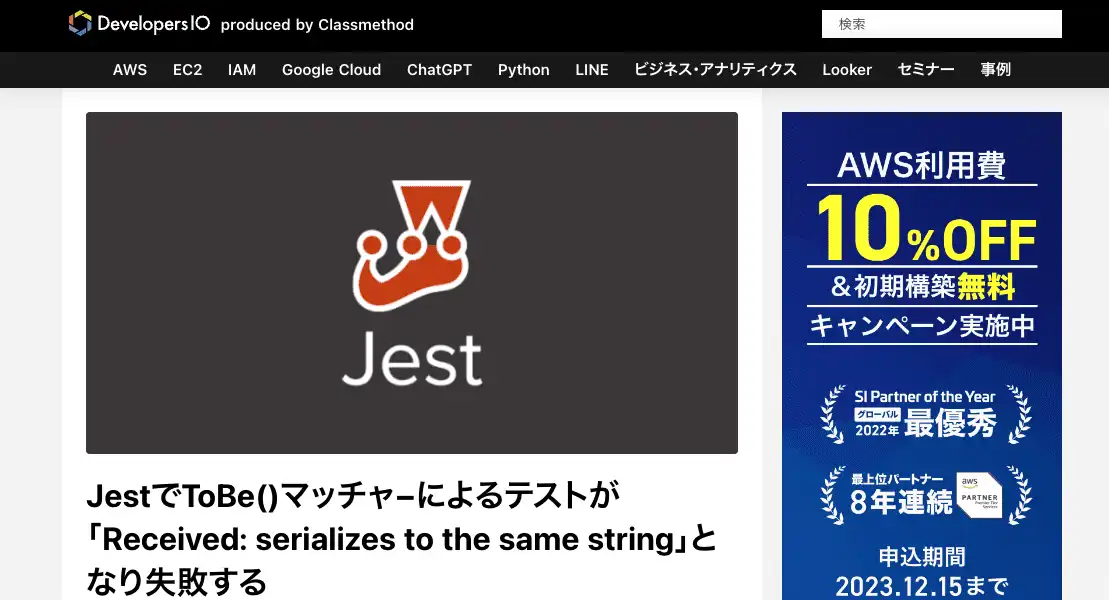 DevelopersIO produced by Classmethod
検索
AWS EC2 IAM Google Cloud ChatGPT Python LINE ビジネス・アナリティクス Looker セミナー 事例
Jest
JestでToBe()マッチャ−によるテストが
「Received: serializes to the same string」と
なり失敗する
AWS利用費
10%OFF
&初期構築無料
キャンペーン実施中
SI Partner of the Year
グローバル
2022年 最優秀
最上位パートナー
8年連続
aws
PARTNER
Premier Tier
Services
申込期間
2023.12.15まで